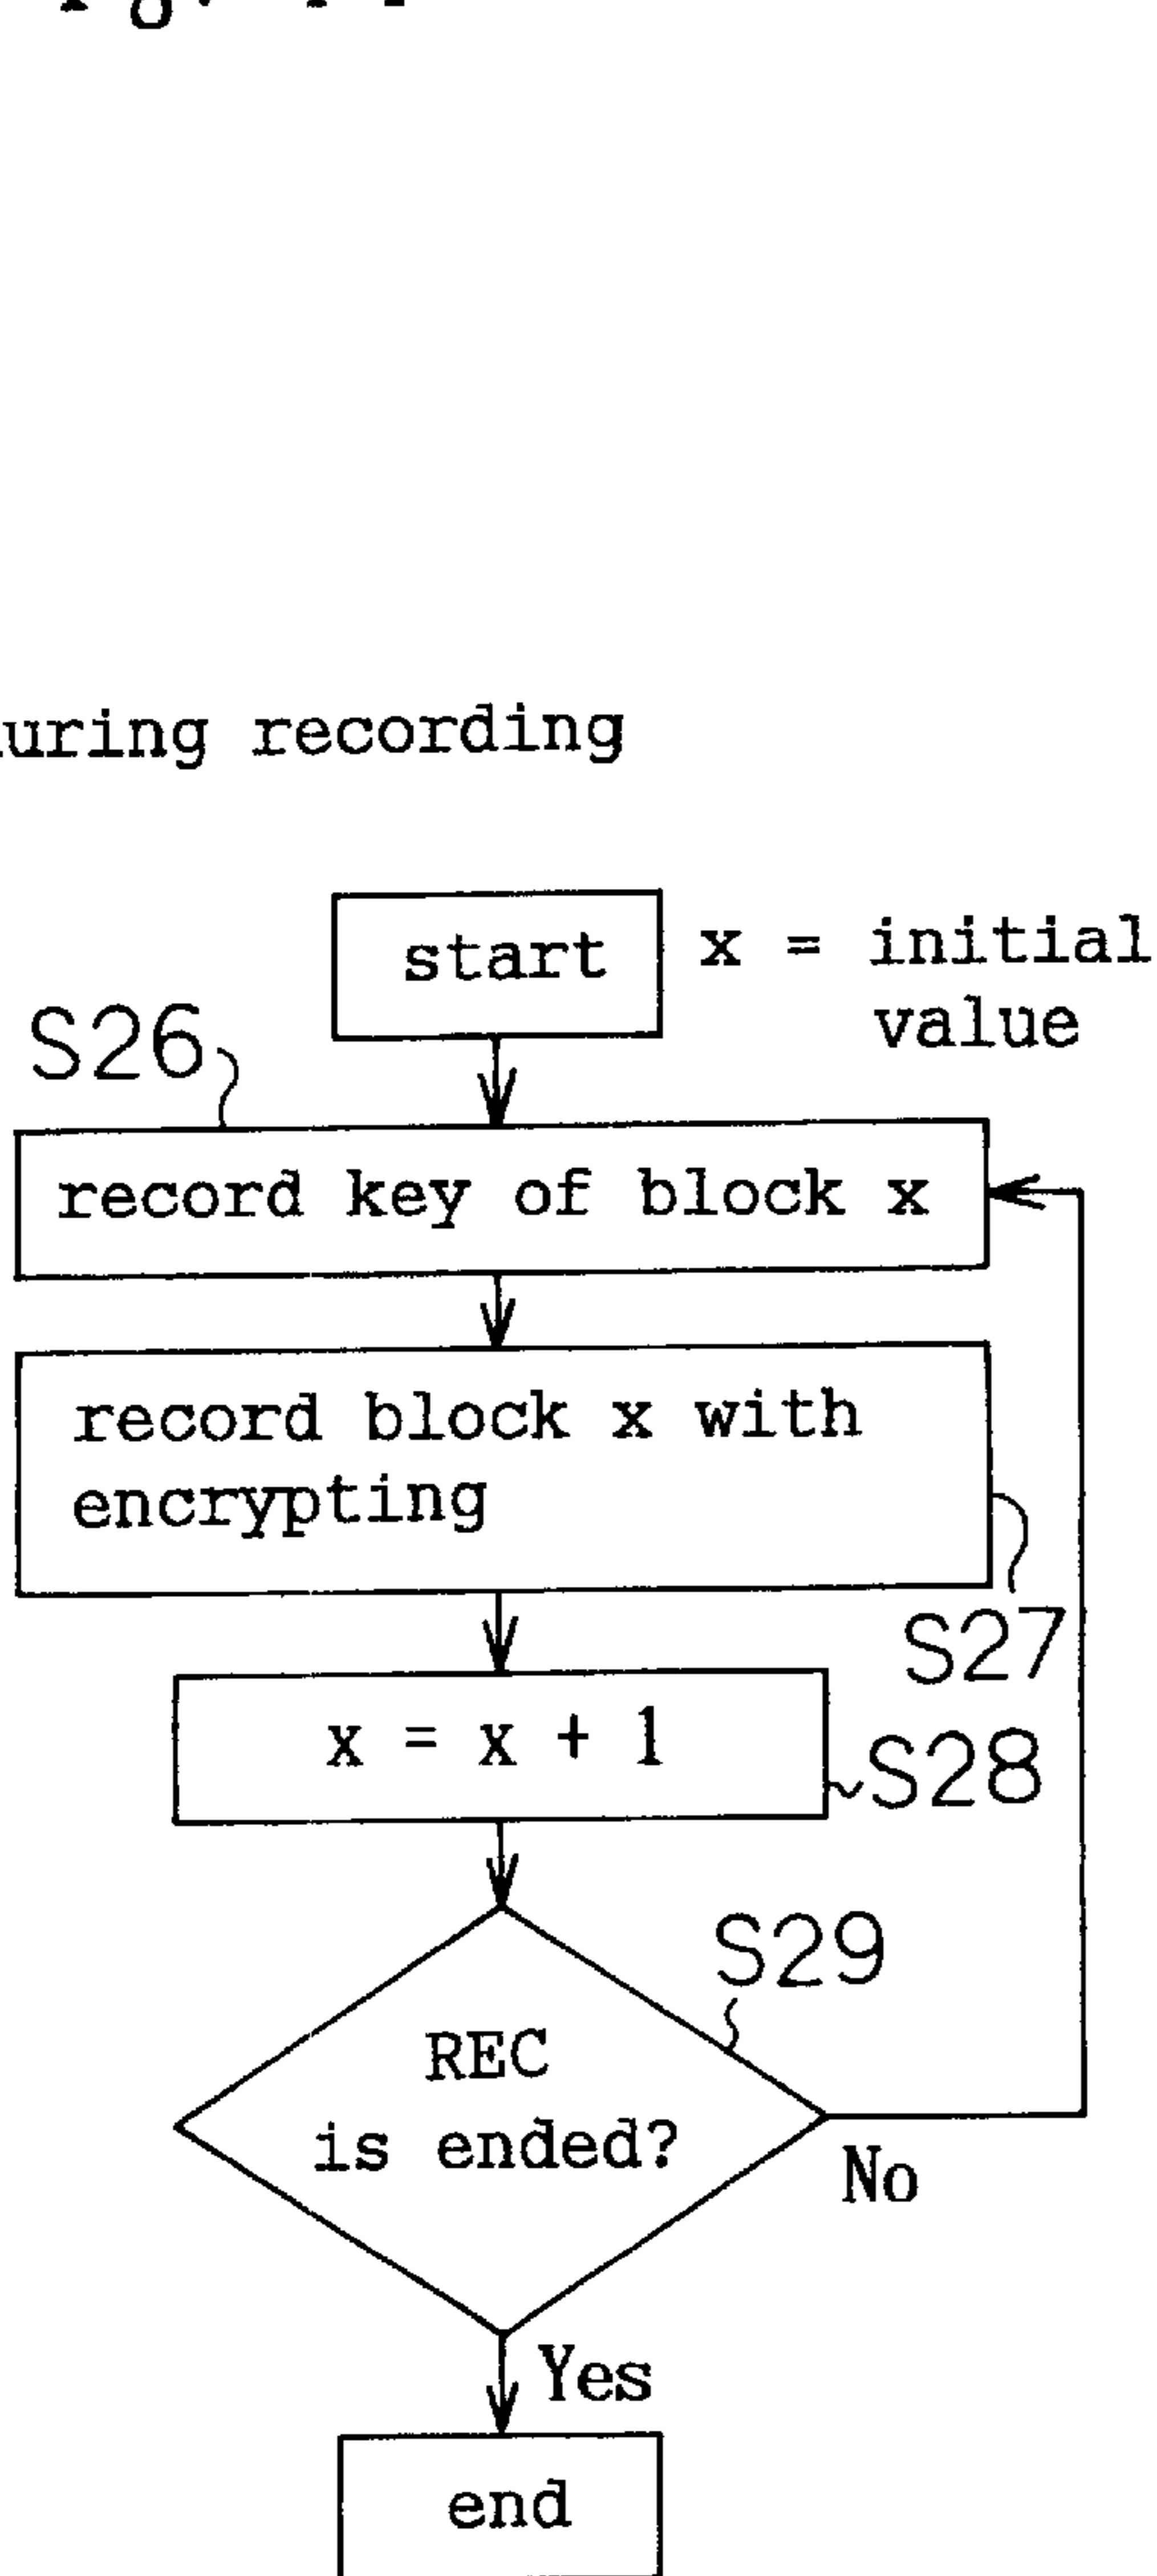 during recording
start
x = initial
value
S26
record key of block x
record block x with
encrypting
S27
x = x + 1
S28
S29
REC
is ended?
No
Yes
end